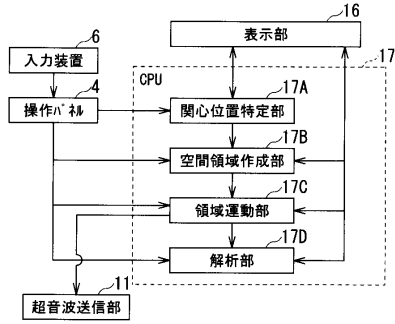 16
表示部
6
入力装置
17
CPU
17A
4
操作ﾊﾟﾈﾙ
関心位置特定部
17B
空間領域作成部
17C
領域運動部
17D
解析部
11
超音波送信部